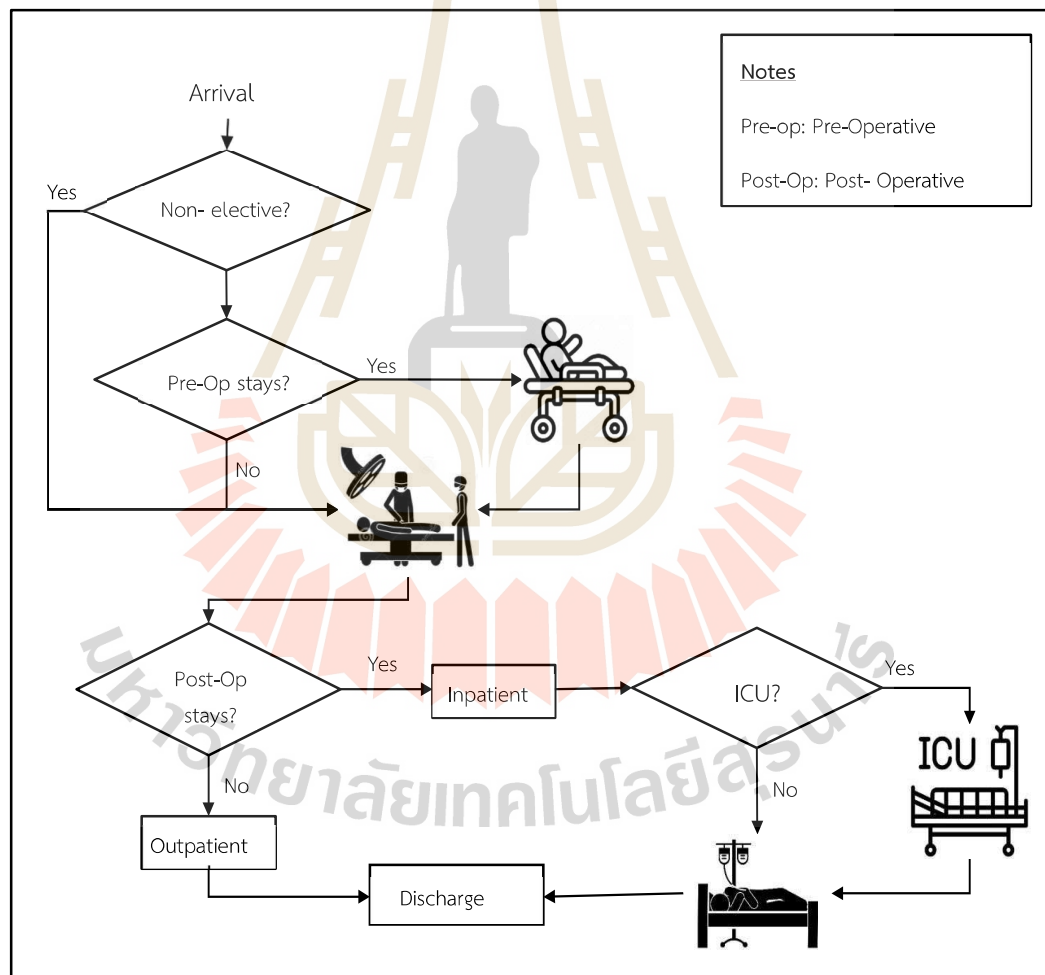 Notes
Pre-op: Pre-Operative
Post-Op: Post- Operative
Arrival
Yes
Non- elective?
Pre-Op stays?
Yes
No
Post-Op
stays?
Yes
Inpatient
ICU?
Yes
ICU
No
No
Outpatient
Discharge
มหาวิทยาลัยเทคโนโลยีสุรนารี